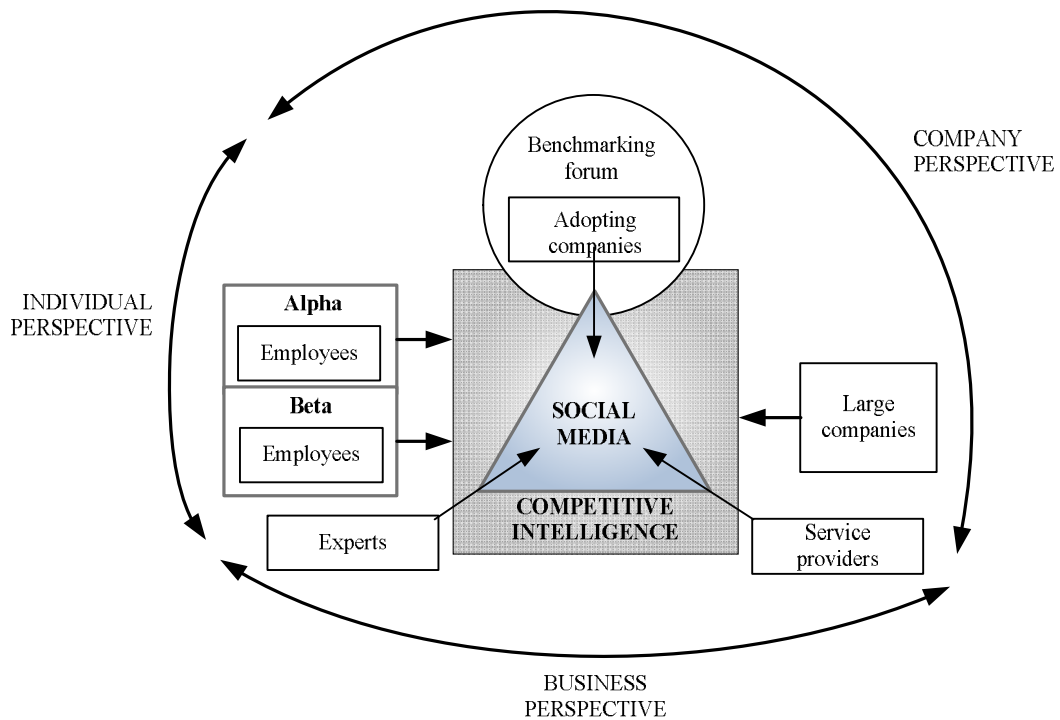 COMPANY
PERSPECTIVE
Benchmarking
forum
Adopting
companies
INDIVIDUAL
PERSPECTIVE
Alpha
Employees
Beta
Employees
Large
companies
SOCIAL
MEDIA
COMPETITIVE
INTELLIGENCE
Experts
Service
providers
BUSINESS
PERSPECTIVE